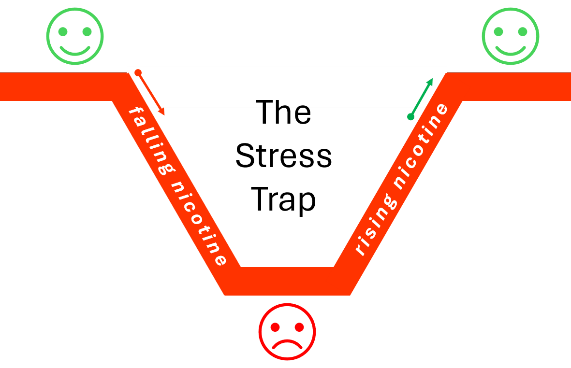 The
Stress
Trap
falling nicotine
rising nicotine